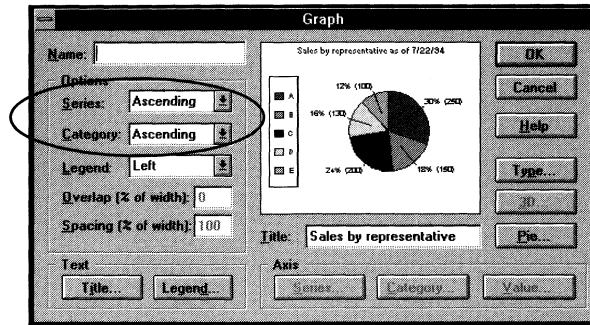 Graph
Name:
Options
Series: Ascending
Category: Ascending
Legend: Left
Overlap (% of width): 0
Spacing (% of width): 100
Text
Title... Legend...
Sales by representative as of 7/22/94
A
B
C
D
E
12% (100)
30% (250)
16% (130)
24% (200)
18% (150)
Title: Sales by representative
Axis
Series... Category... Value...
OK
Cancel
Help
Type...
3D...
Pie...